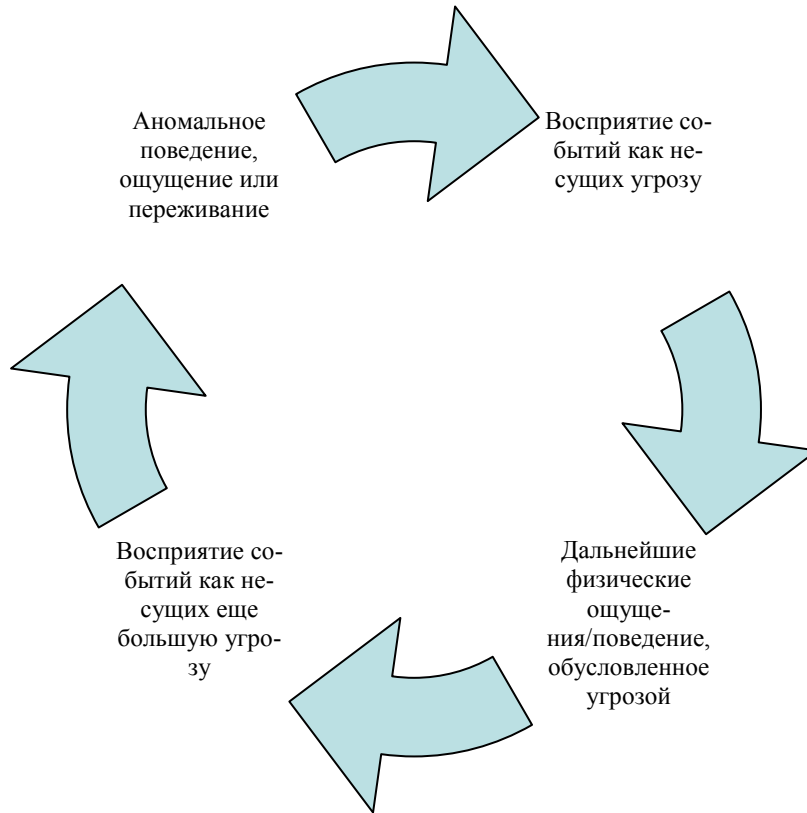 Аномальное
поведение,
ощущение или
переживание
Восприятие со-
бытий как не-
сущих угрозу
Дальнейшие
физические
ощуще-
ния/поведение,
обусловленное
угрозой
Восприятие со-
бытий как не-
сущих еще
большую угро-
зу